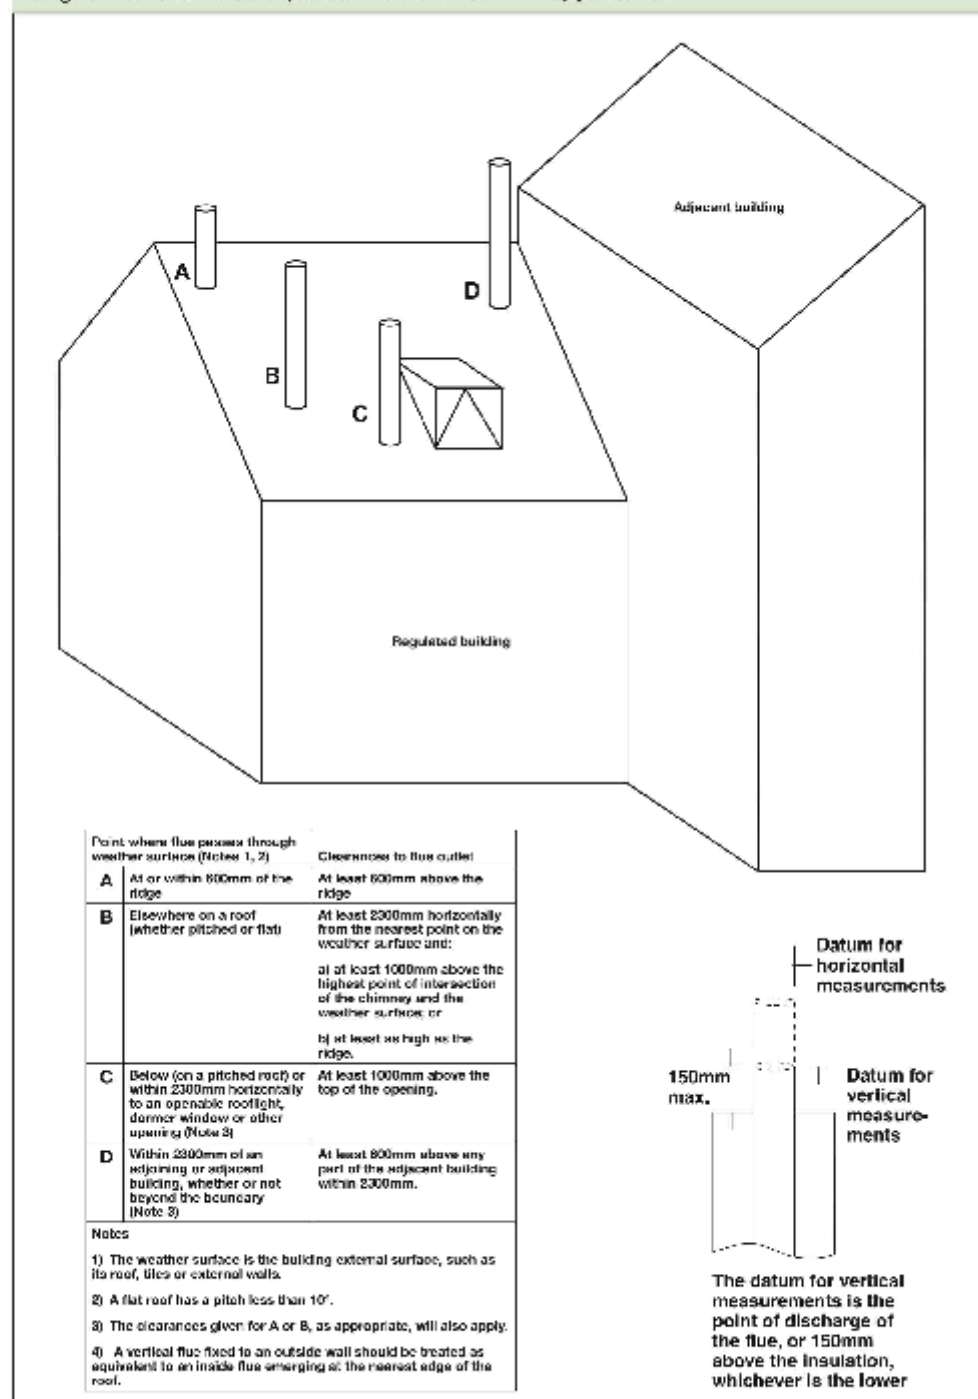 Adjacent building
A
D
B
C
Regulated building
Point where flue passes through
weather surface (Notes 1, 2)
Clearances to flue outlet
A
At or within 600mm of the
ridge
At least 600mm above the
ridge
B
Elsewhere on a roof
(whether pitched or flat)
At least 2300mm horizontally
from the nearest point on the
weather surface and:
a) at least 1000mm above the
highest point of intersection
of the chimney and the
weather surface; or
b) at least as high as the
ridge.
C
Below (on a pitched roof) or
within 2300mm horizontally
to an openable rooflight,
dormer window or other
opening (Note 3)
At least 1000mm above the
top of the opening.
D
Within 2300mm of an
adjoining or adjacent
building, whether or not
beyond the boundary
(Note 3)
At least 600mm above any
part of the adjacent building
within 2300mm.
Notes
1) The weather surface is the building external surface, such as
its roof, tiles or external walls.
2) A flat roof has a pitch less than 10°.
3) The clearances given for A or B, as appropriate, will also apply.
4) A vertical flue fixed to an outside wall should be treated as
equivalent to an inside flue emerging at the nearest edge of the
roof.
Datum for
horizontal
measurements
150mm
max.
Datum for
vertical
measure-
ments
The datum for vertical
measurements is the
point of discharge of
the flue, or 150mm
above the insulation,
whichever is the lower